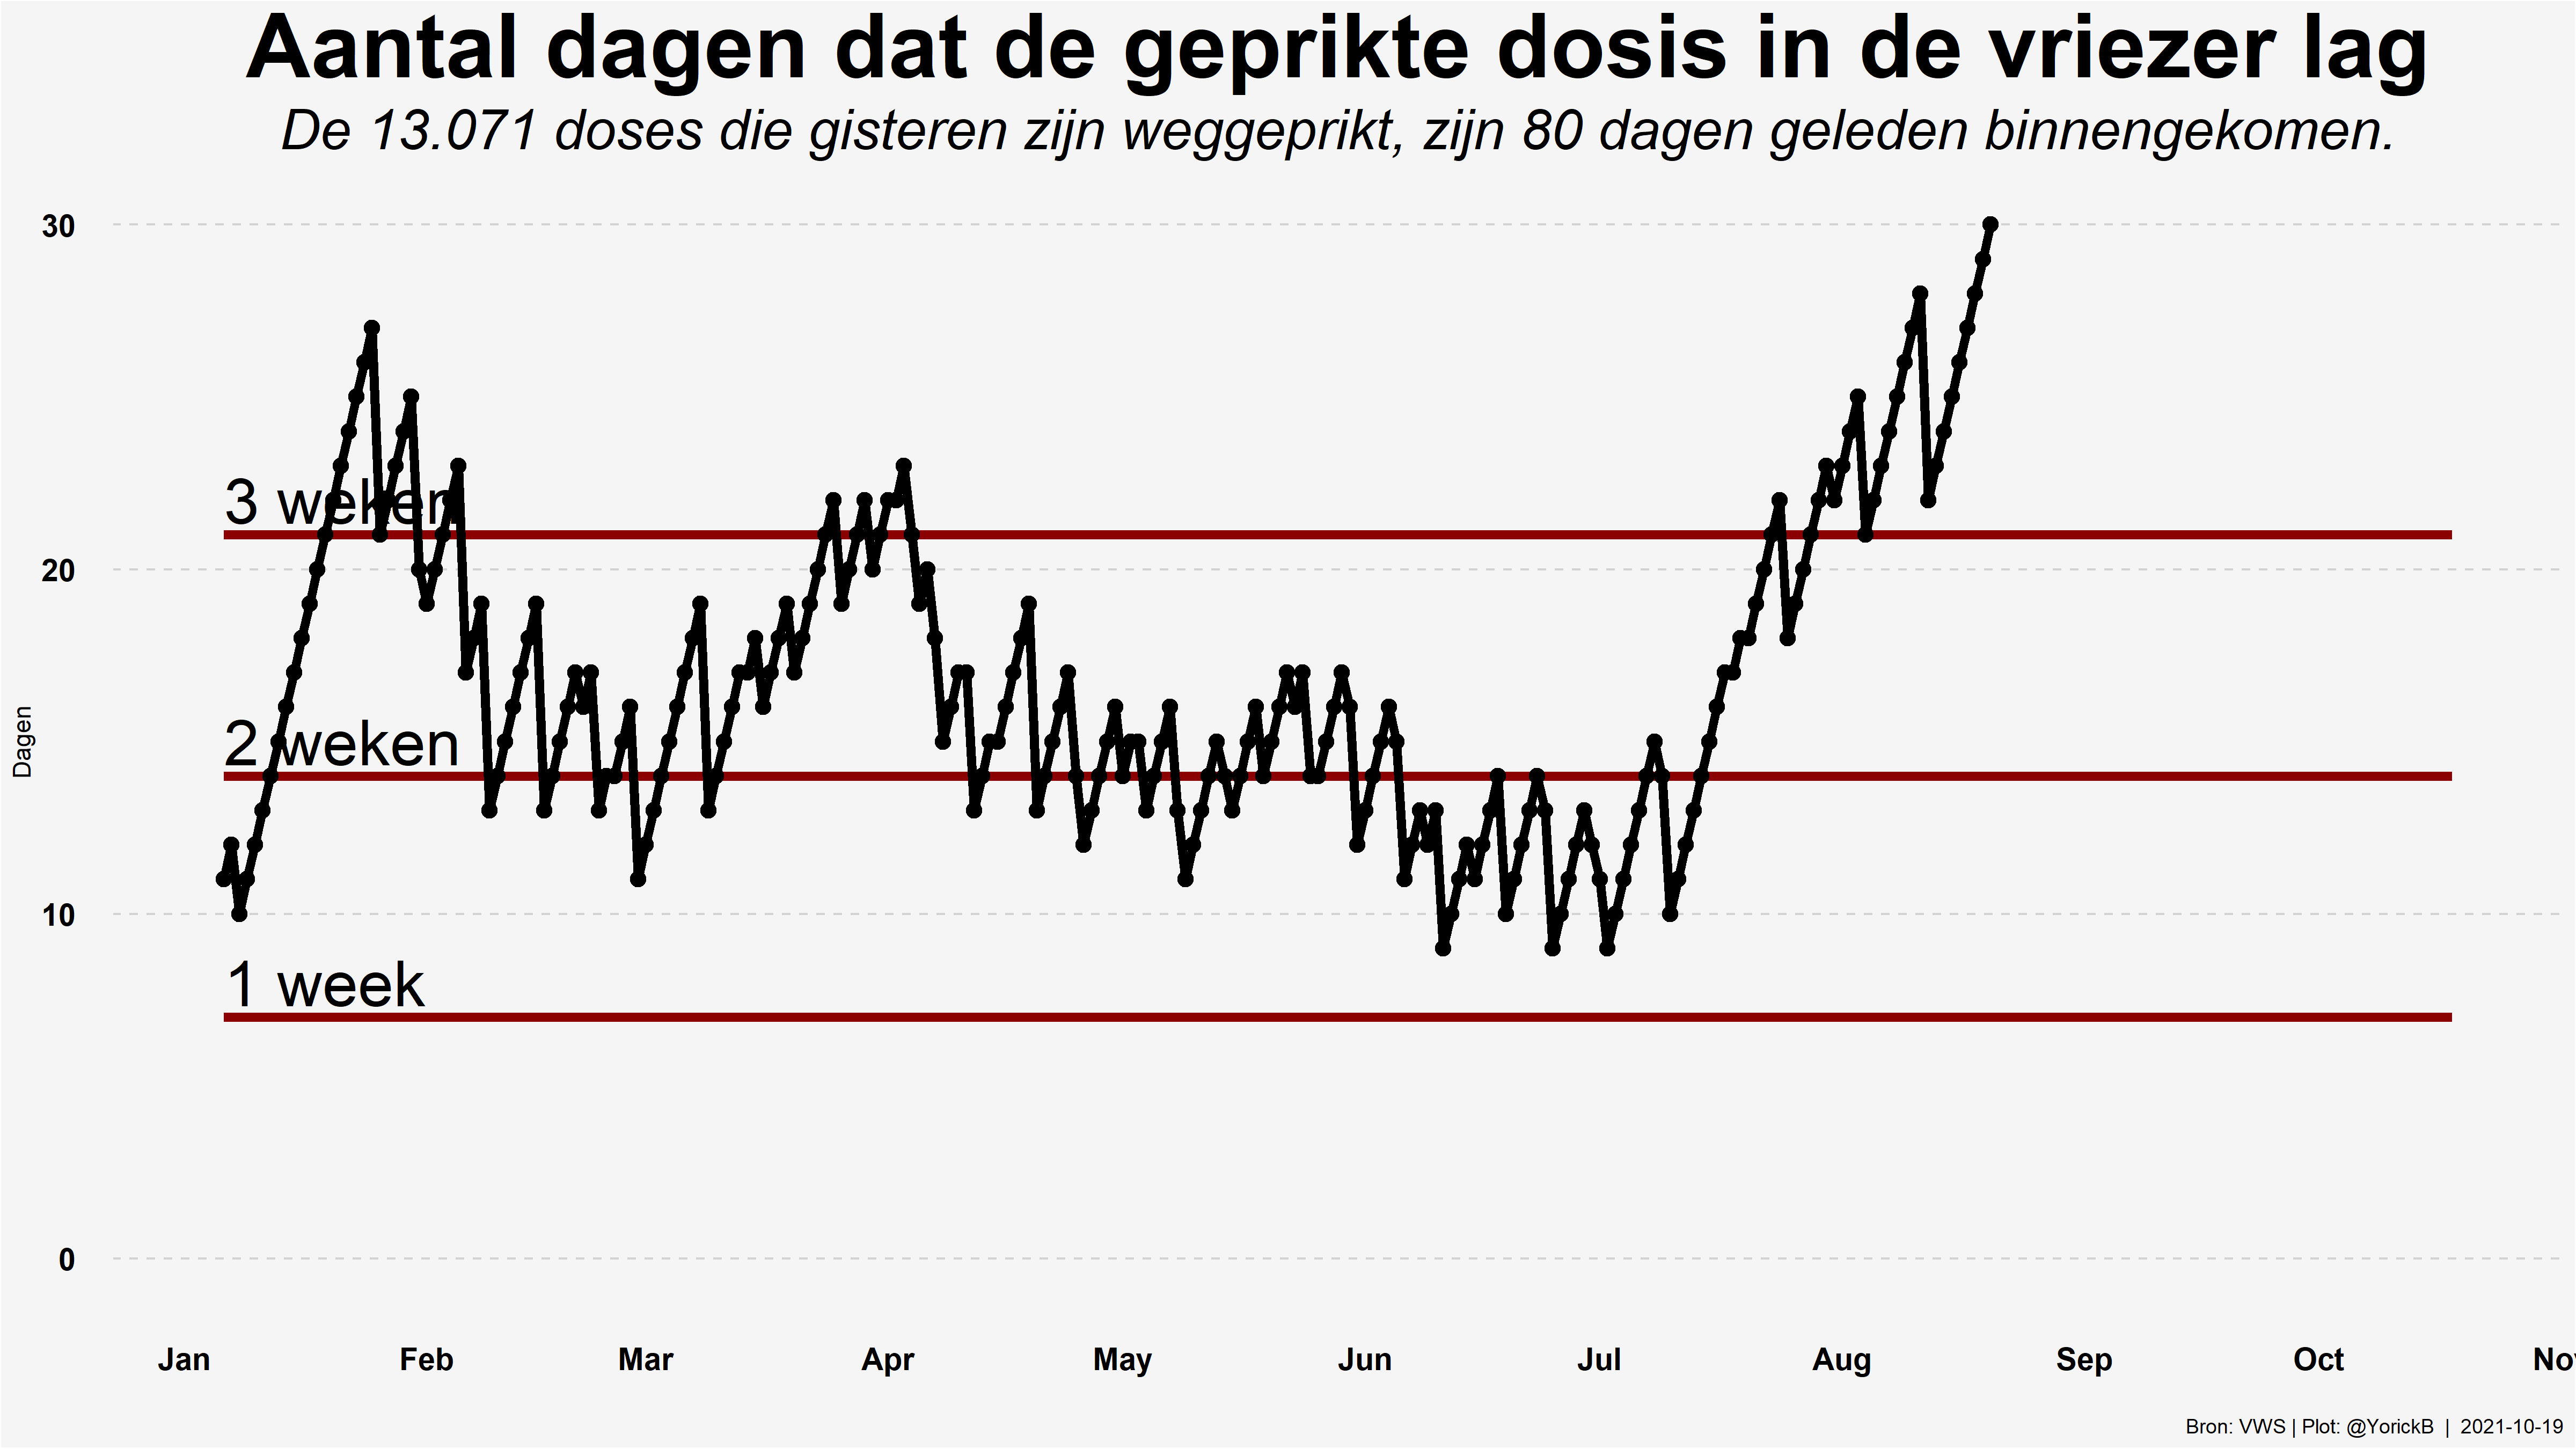 Aantal dagen dat de geprikte dosis in de vriezer lag
De 13.071 doses die gisteren zijn weggeprikt, zijn 80 dagen geleden binnengekomen.
30
3 weken
20
2 weken
Dagen
10
1 week
0
Jan Feb Mar Apr May Jun Jul Aug Sep Oct No
Bron: VWS | Plot: @YorickB | 2021-10-19